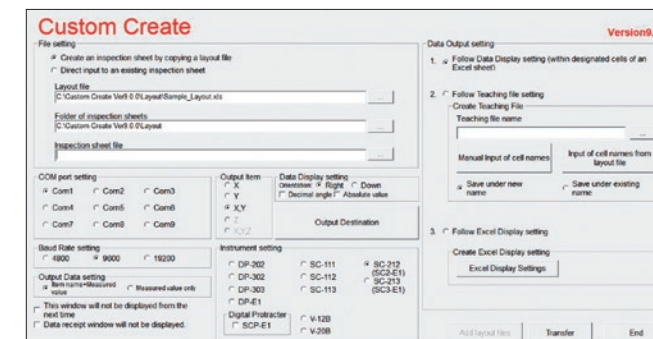 Custom Create
Version9.
File setting
Create an inspection sheet by copying a layout file
Direct input to an existing inspection sheet
Layout file
C:\Custom Create Ver9.0.0\Layout\Sample_Layout.xls
...
Folder of inspection sheets
C:\Custom Create Ver9.0.0\Layout
...
Inspection sheet file
...
COM port setting
Com1 Com2 Com3
Com4 Com5 Com6
Com7 Com8 Com9
Output Item
X
Y
X,Y
Z
X,Y,Z
Data Display setting
Orientation: Right Down
Decimal angle Absolute value
Output Destination
Baud Rate setting
4800 9600 19200
Output Data setting
Item name+Measured value
Measured value only
This window will not be displayed from the next time
Data receipt window will not be displayed.
Instrument setting
DP-202 SC-111 SC-212
(SC2-E1)
DP-302 SC-112 SC-213
(SC3-E1)
DP-303 SC-113
DP-E1
Digital Protracter
SCP-E1
V-12B
V-20B
Data Output setting
1. Follow Data Display setting (within designated cells of an
Excel sheet)
2. Follow Teaching file setting
Create Teaching File
Teaching file name
...
Manual Input of cell names
Input of cell names from
layout file
Save under new
name
Save under existing
name
3. Follow Excel Display setting
Create Excel Display setting
Excel Display Settings
Add layout files Transfer End